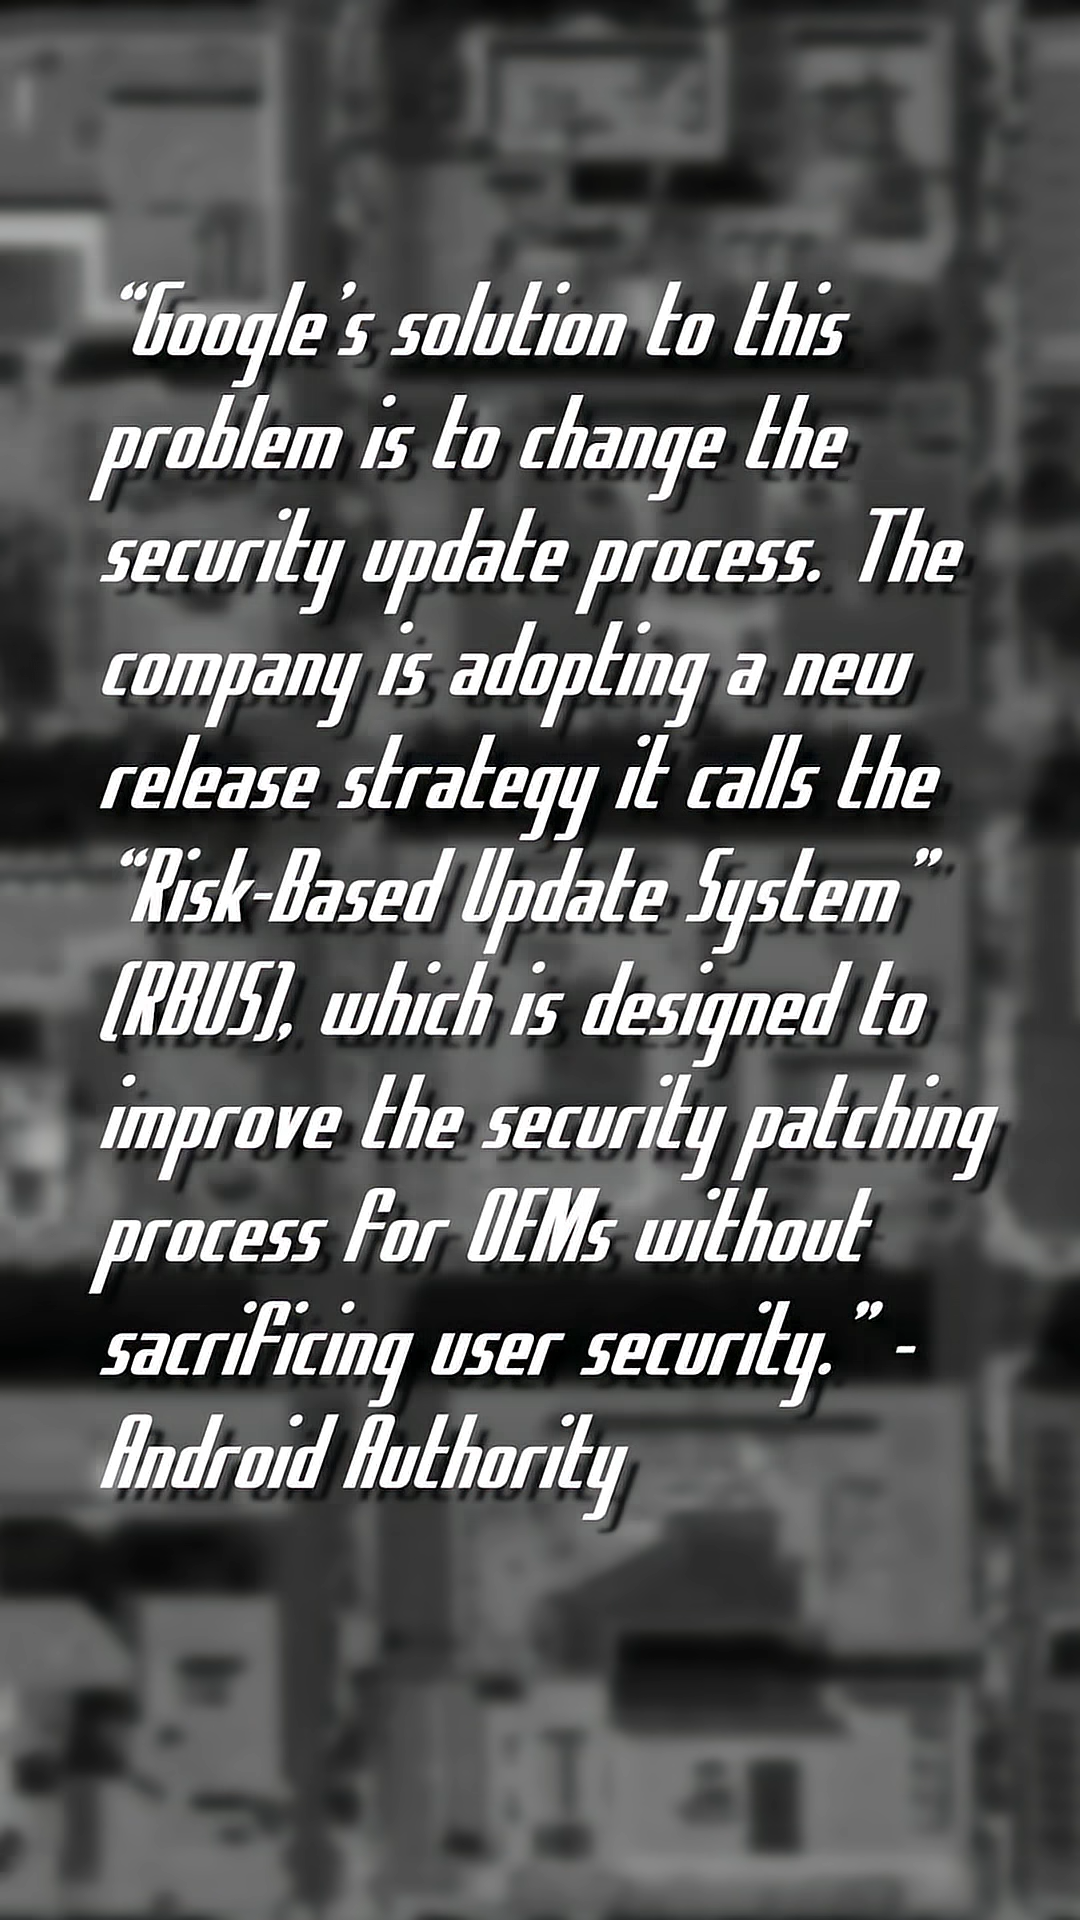 “Google’s solution to this
problem is to change the
security update process. The
company is adopting a new
release strategy it calls the
“Risk-Based Update System”
(RBUS), which is designed to
improve the security patching
process for OEMs without
sacrificing user security.” -
Android Authority